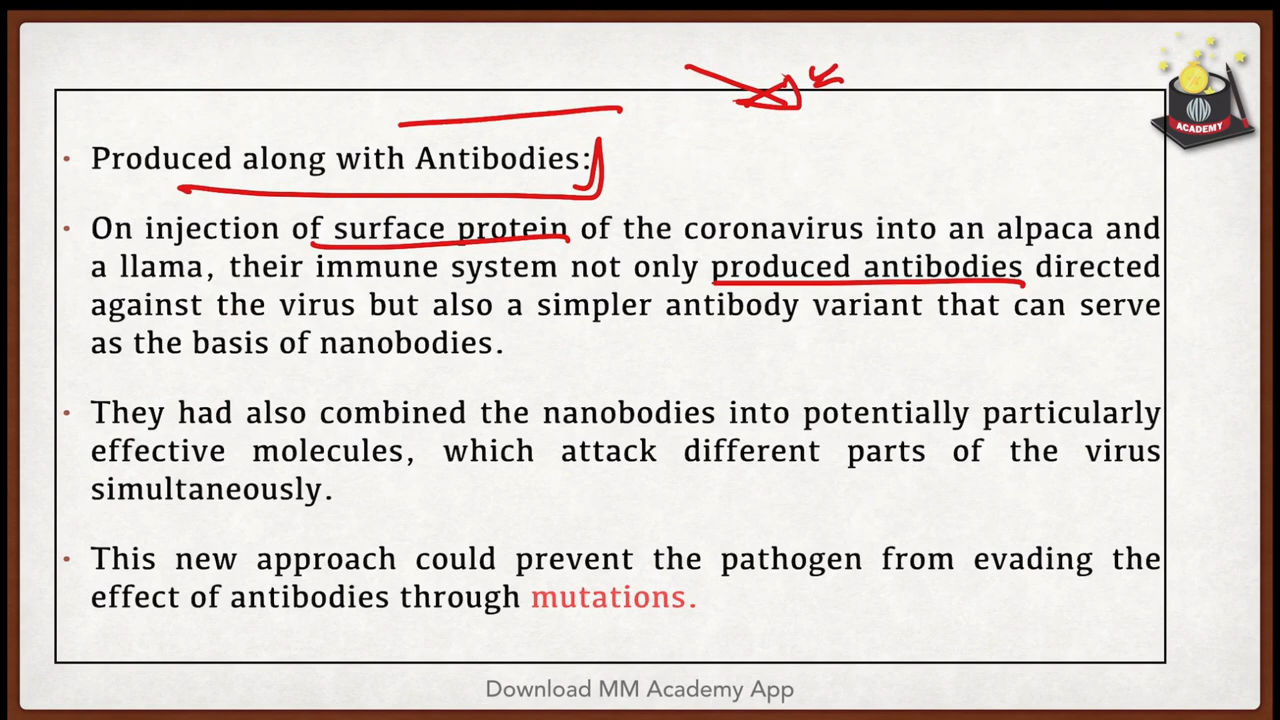 • Produced along with Antibodies:
• On injection of surface protein of the coronavirus into an alpaca and
a llama, their immune system not only produced antibodies directed
against the virus but also a simpler antibody variant that can serve
as the basis of nanobodies.
• They had also combined the nanobodies into potentially particularly
effective molecules, which attack different parts of the virus
simultaneously.
• This new approach could prevent the pathogen from evading the
effect of antibodies through mutations.
ACADEMY
Download MM Academy App